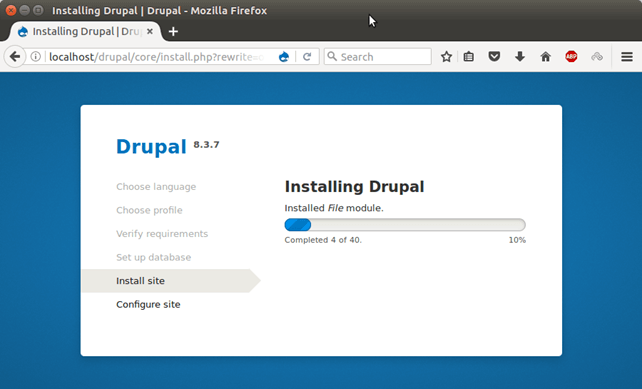 Installing Drupal | Drupal - Mozilla Firefox
Installing Drupal | Dru
localhost/drupal/core/install.php?rewrite=
Search
ABP
Drupal 8.3.7
Choose language
Choose profile
Verify requirements
Set up database
Install site
Configure site
Installing Drupal
Installed File module.
Completed 4 of 40.
10%